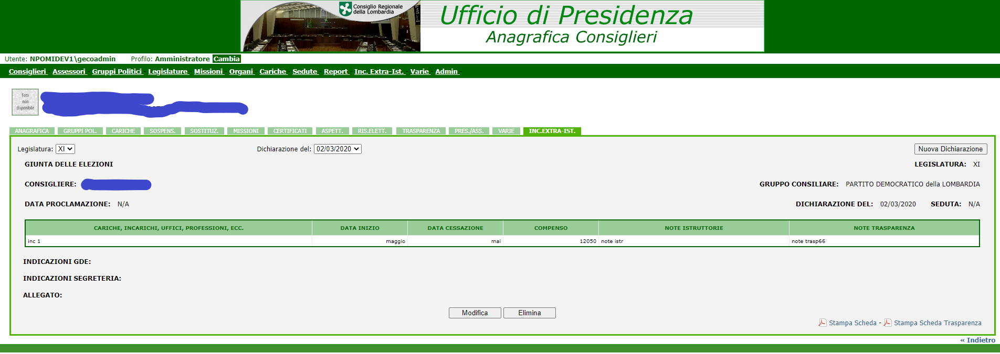 Consiglio Regionale
della Lombardia
Ufficio di Presidenza
Anagrafica Consiglieri
Utente: NPOMIDEV1\gecoadmin Profilo: Amministratore Cambia
Consiglieri - Assessori - Gruppi Politici - Legislature - Missioni - Organi - Cariche - Sedute - Report - Inc. Extra-Ist. - Varie - Admin -
Foto
non
disponibile
ANAGRAFICA GRUPPI POL. CARICHE SOSPENS. SOSTITUZ. MISSIONI CERTIFICATI ASPETT. RIS.ELETT. TRASPARENZA PRES./ASS. VARIE INC.EXTRA-IST.
Legislatura: XI Dichiarazione del: 02/03/2020 Nuova Dichiarazione
GIUNTA DELLE ELEZIONI LEGISLATURA: XI
CONSIGLIERE: GRUPPO CONSILIARE: PARTITO DEMOCRATICO della LOMBARDIA
DATA PROCLAMAZIONE: N/A DICHIARAZIONE DEL: 02/03/2020 SEDUTA: N/A
CARICHE, INCARICHI, UFFICI, PROFESSIONI, ECC. DATA INIZIO DATA CESSAZIONE COMPENSO NOTE ISTRUTTORIE NOTE TRASPARENZA
inc 1 maggio mai 12050 note istr note trasp66
INDICAZIONI GDE:
INDICAZIONI SEGRETERIA:
ALLEGATO:
Modifica Elimina
Stampa Scheda - Stampa Scheda Trasparenza
« Indietro